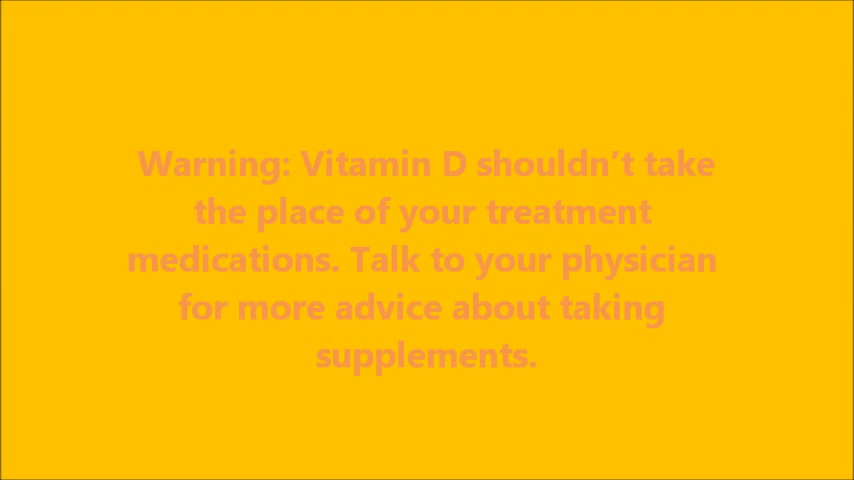 Warning: Vitamin D shouldn’t take
the place of your treatment
medications. Talk to your physician
for more advice about taking
supplements.